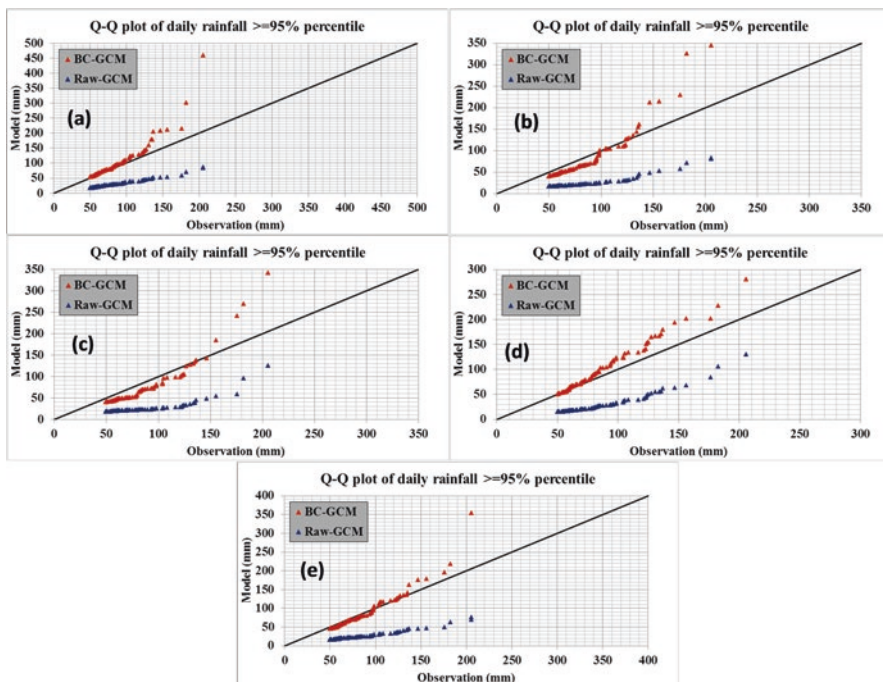 Q-Q plot of daily rainfall >=95% percentile
500
450
400
350
300
250
200
150
100
50
0
Model (mm)
BC-GCM
Raw-GCM
(a)
0 50 100 150 200 250 300 350 400 450 500
Observation (mm)
Q-Q plot of daily rainfall >=95% percentile
350
300
250
200
150
100
50
0
Model (mm)
BC-GCM
Raw-GCM
(b)
0 50 100 150 200 250 300 350
Observation (mm)
Q-Q plot of daily rainfall >=95% percentile
350
300
250
200
150
100
50
0
Model (mm)
BC-GCM
Raw-GCM
(c)
0 50 100 150 200 250 300 350
Observation (mm)
Q-Q plot of daily rainfall >=95% percentile
300
250
200
150
100
50
0
Model (mm)
BC-GCM
Raw-GCM
(d)
0 50 100 150 200 250 300
Observation (mm)
Q-Q plot of daily rainfall >=95% percentile
400
350
300
250
200
150
100
50
0
Model (mm)
BC-GCM
Raw-GCM
(e)
0 50 100 150 200 250 300 350 400
Observation (mm)